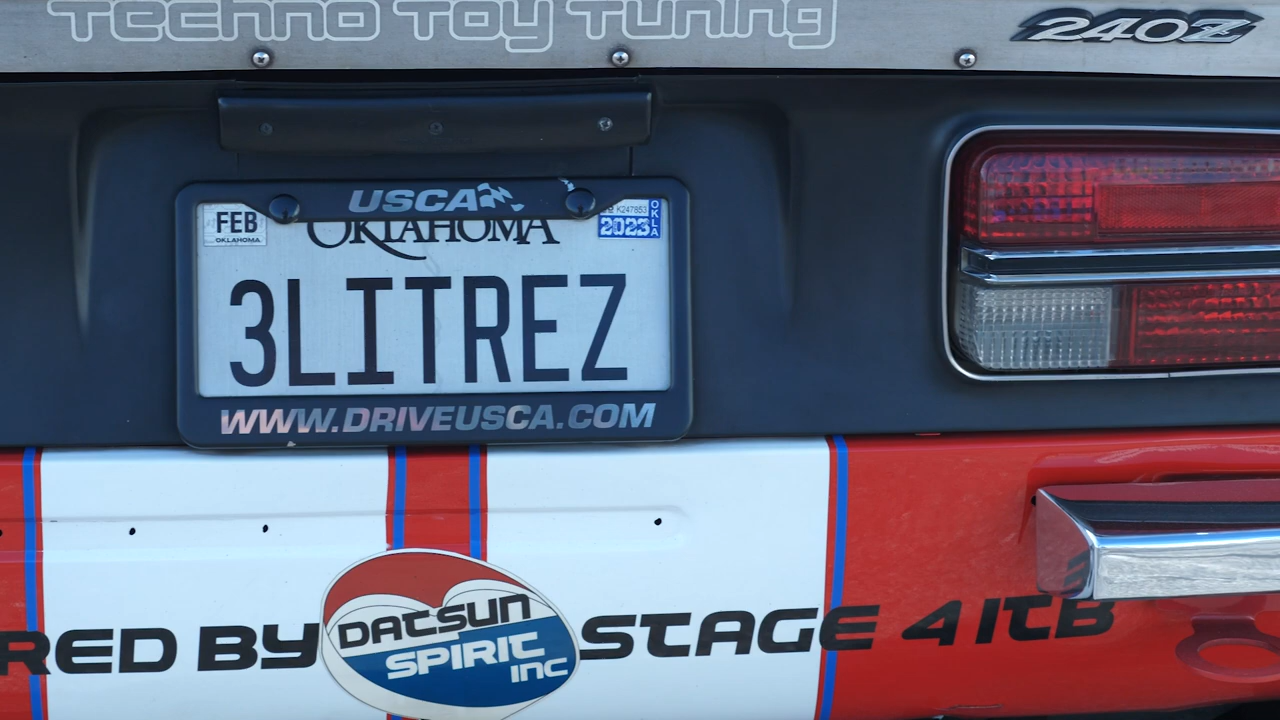 Techno Toy Tuning
240Z
USCA
FEB
OKLAHOMA
OKLAHOMA
K247853
2023
OKLA
3LITREZ
WWW.DRIVEUSCA.COM
RED BY
DATSUN
SPIRIT
INC
STAGE 4 ITB